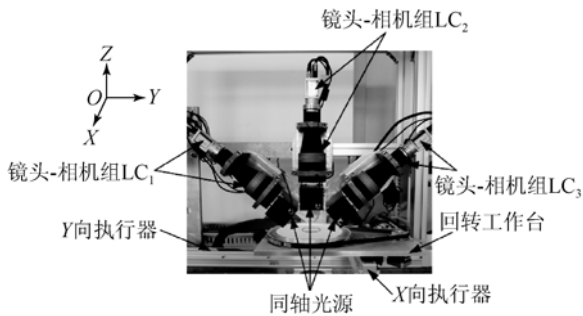 镜头-相机组LC2
Z
O
Y
X
镜头-相机组LC1
镜头-相机组LC3
Y向执行器
回转工作台
同轴光源
X向执行器